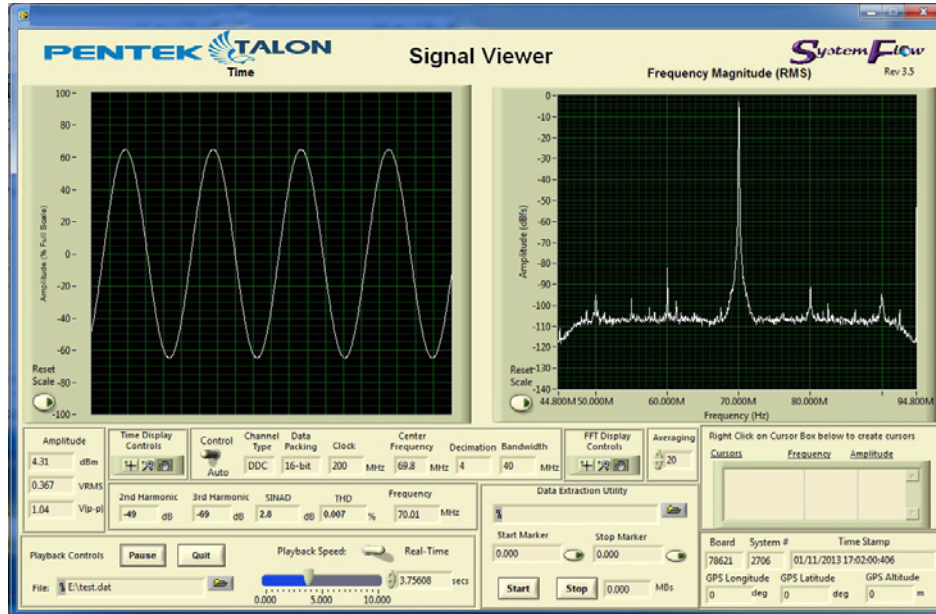 PENTEK TALON
Signal Viewer
SystemFlow
Rev 3.5
Time
Amplitude (% Full Scale)
100
80
60
40
20
0
-20
-40
-60
-80
-100
Reset
Scale
Frequency Magnitude (RMS)
Amplitude (dBfs)
0
-10
-20
-30
-40
-50
-60
-70
-80
-90
-100
-110
-120
-130
-140
Reset
Scale
44.800M 50.000M 60.000M 70.000M 80.000M 94.800M
Frequency (Hz)
Amplitude
4.31 dBm
0.367 VRMS
1.04 V(p-p)
Time Display
Controls
Control
Auto
Channel
Type
DDC
Data
Packing
16-bit
Clock
200 MHz
Center
Frequency
69.8 MHz
Decimation
4
Bandwidth
40 MHz
FFT Display
Controls
Averaging
20
Right Click on Cursor Box below to create cursors
Cursors Frequency Amplitude
2nd Harmonic
-49 dB
3rd Harmonic
-69 dB
SINAD
2.8 dB
THD
0.007 %
Frequency
70.01 MHz
Data Extraction Utility
Start Marker
0.000
Stop Marker
0.000
Start Stop 0.000 MBs
Playback Controls Pause Quit
Playback Speed: Real-Time
0.000 5.000 10.000
3.75608 secs
File: E:\test.dat
Board System # Time Stamp
78621 2706 01/11/2013 17:02:00:406
GPS Longitude GPS Latitude GPS Altitude
0 deg 0 deg 0 m